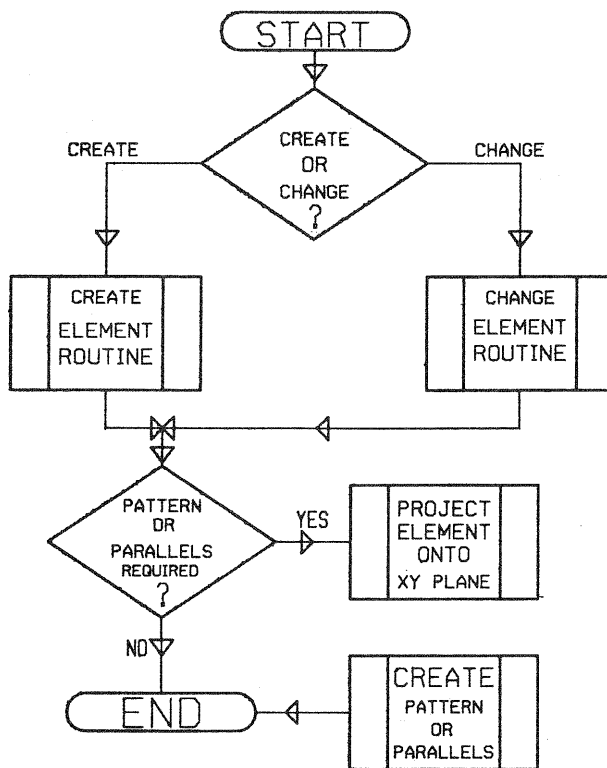 START
CREATE
OR
CHANGE
?
CREATE
CHANGE
CREATE
ELEMENT
ROUTINE
CHANGE
ELEMENT
ROUTINE
PATTERN
OR
PARALLELS
REQUIRED
?
YES
PROJECT
ELEMENT
ONTO
XY PLANE
NO
END
CREATE
PATTERN
OR
PARALLELS